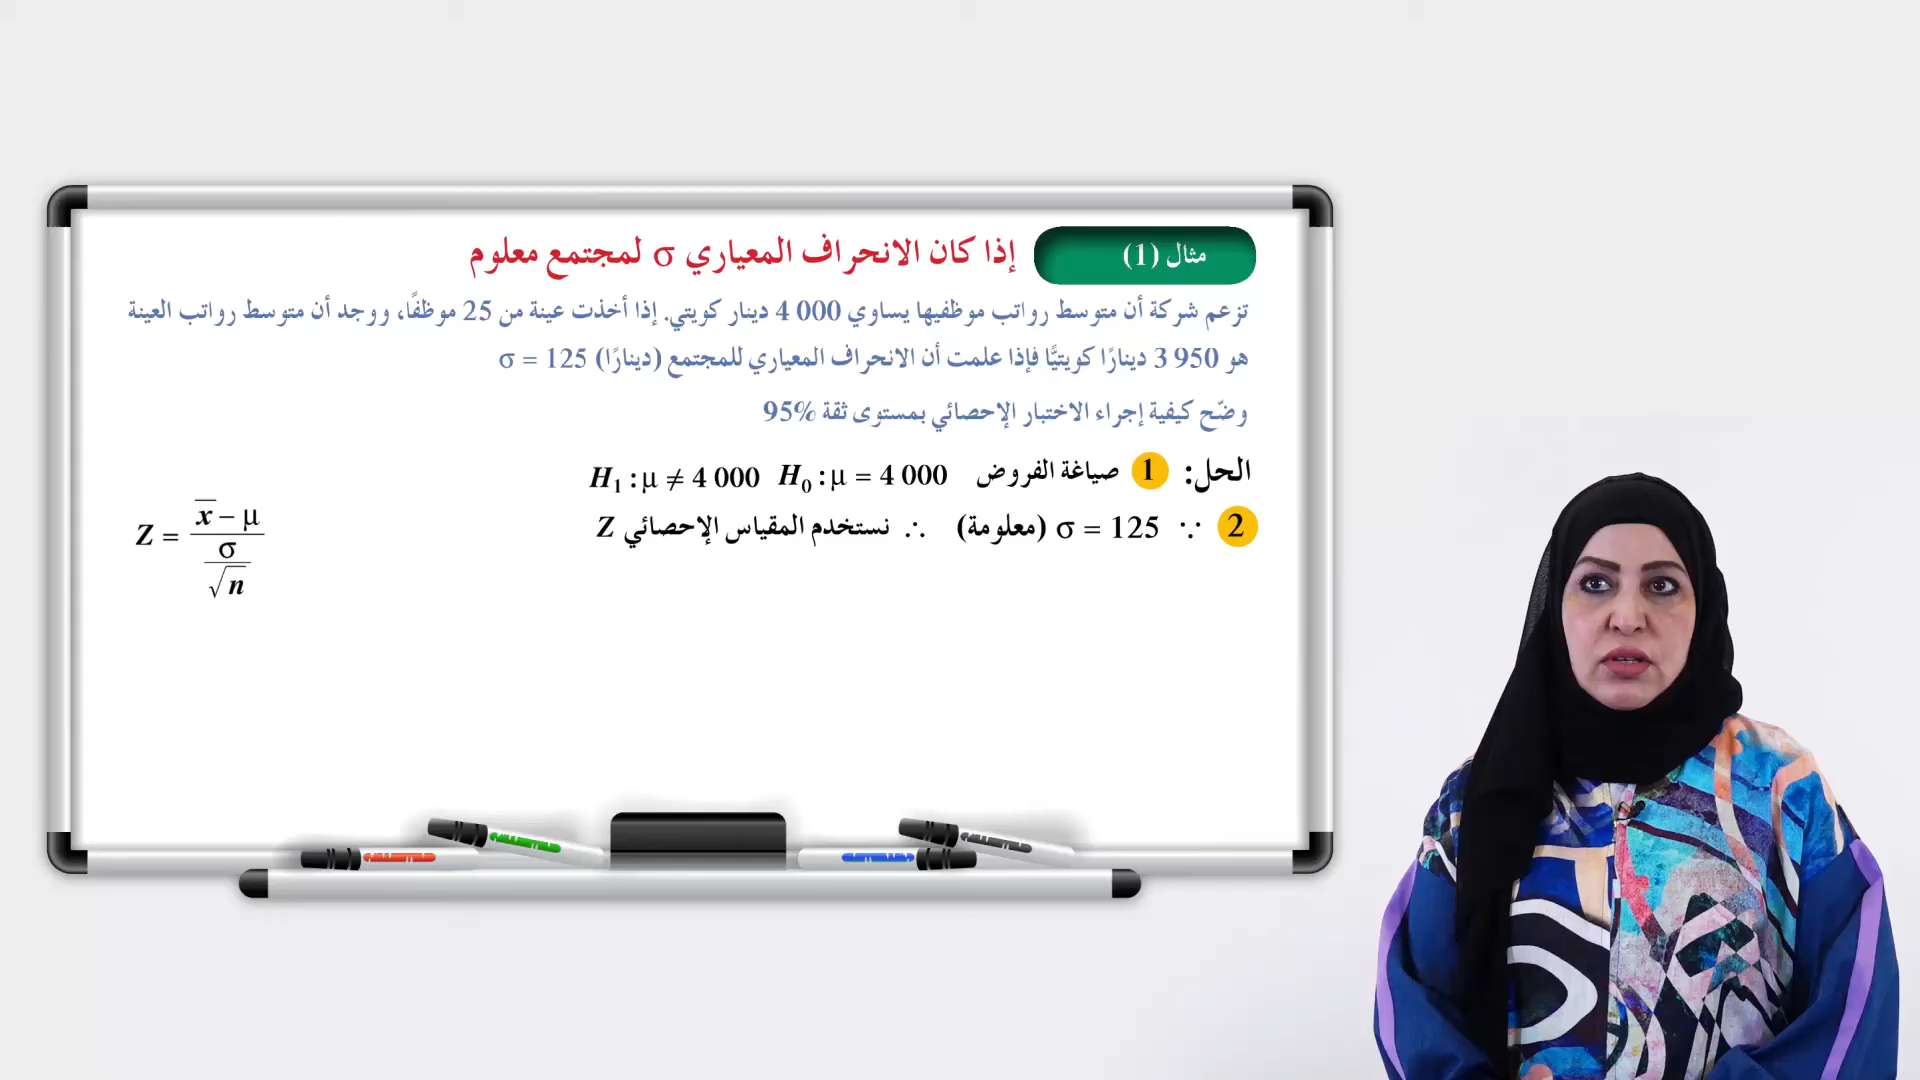 مثال (1) إذا كان الانحراف المعياري σ لمجتمع معلوم
تزعم شركة أن متوسط رواتب موظفيها يساوي 4 000 دينار كويتي. إذا أخذت عينة من 25 موظفًا، ووجد أن متوسط رواتب العينة
هو 3 950 دينارًا كويتيًّا فإذا علمت أن الانحراف المعياري للمجتمع (دينارًا) σ = 125
وضّح كيفية إجراء الاختبار الإحصائي بمستوى ثقة 95%
الحل: 1 صياغة الفروض H₀ : μ = 4 000 H₁ : μ ≠ 4 000
2 ∵ σ = 125 (معلومة) ∴ نستخدم المقياس الإحصائي Z
Z = (x̄ − μ) / (σ / √n)